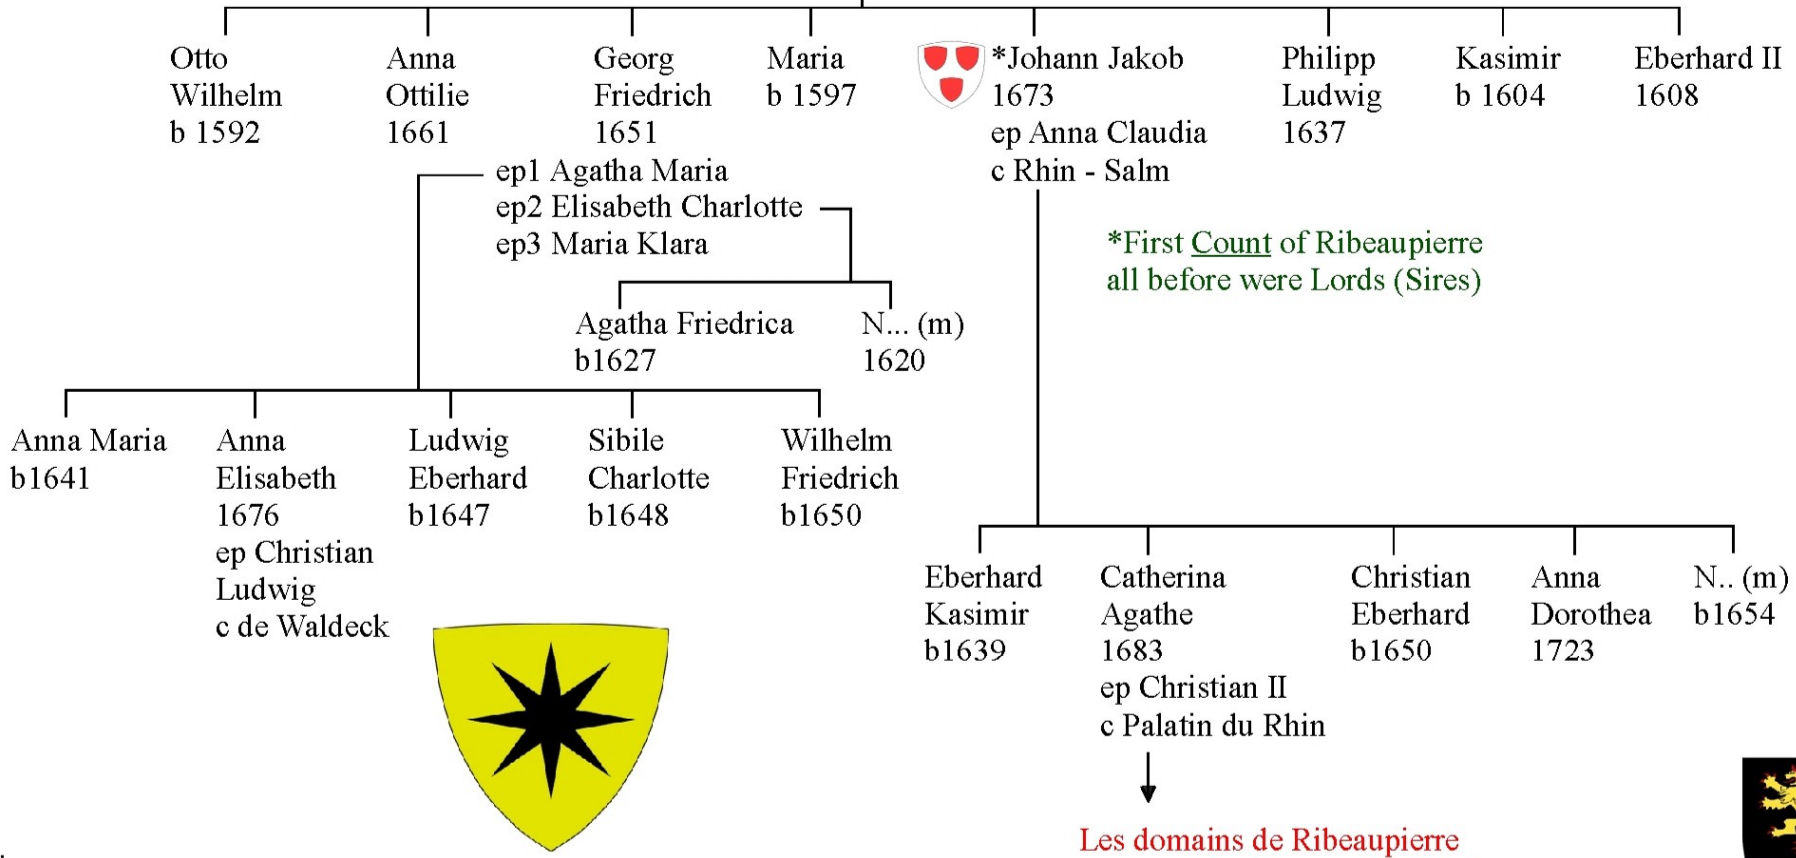 Otto
Wilhelm
b 1592
Anna
Ottilie
1661
Georg
Friedrich
1651
ep1 Agatha Maria
ep2 Elisabeth Charlotte
ep3 Maria Klara
Maria
b 1597
*Johann Jakob
1673
ep Anna Claudia
c Rhin - Salm
Philipp
Ludwig
1637
Kasimir
b 1604
Eberhard II
1608
*First Count of Ribeaupierre
all before were Lords (Sires)
Agatha Friedrica
b1627
N... (m)
1620
Anna Maria
b1641
Anna
Elisabeth
1676
ep Christian
Ludwig
c de Waldeck
Ludwig
Eberhard
b1647
Sibile
Charlotte
b1648
Wilhelm
Friedrich
b1650
Eberhard
Kasimir
b1639
Catherina
Agathe
1683
ep Christian II
c Palatin du Rhin
Christian
Eberhard
b1650
Anna
Dorothea
1723
N.. (m)
b1654
Les domains de Ribeaupierre
.